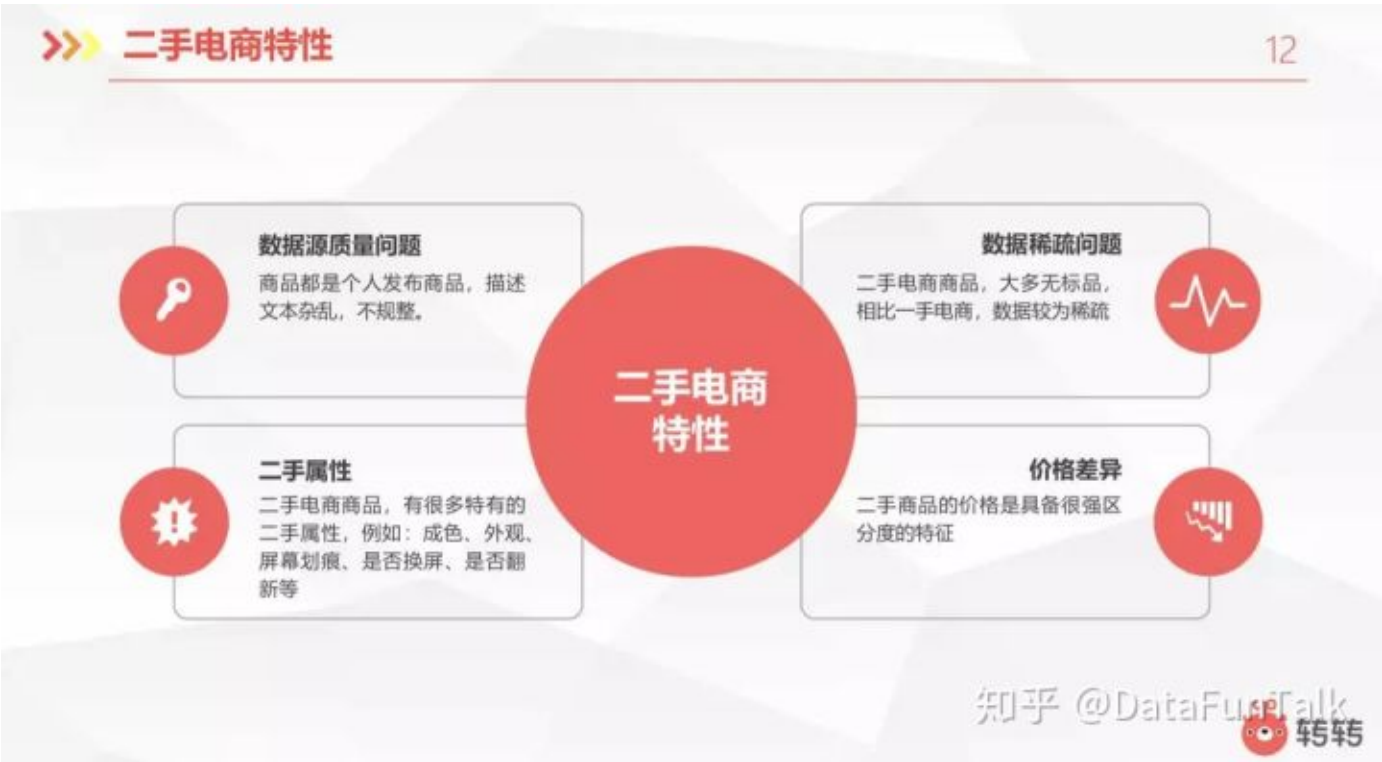 二手电商特性
12
数据源质量问题
商品都是个人发布商品，描述
文本杂乱，不规整。
数据稀疏问题
二手电商商品，大多无标品，
相比一手电商，数据较为稀疏
二手电商
特性
二手属性
二手电商商品，有很多特有的
二手属性，例如：成色、外观、
屏幕划痕、是否换屏、是否翻
新等
价格差异
二手商品的价格是具备很强区
分度的特征
知乎 @DataFunTalk
转转